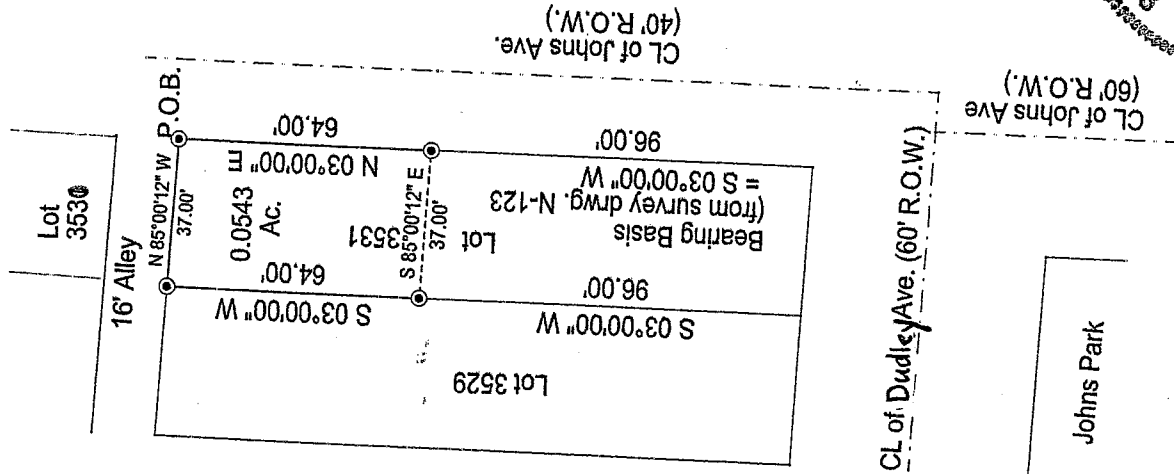 CL of Johns Ave.
(40' R.O.W.)
CL of Johns Ave
(60' R.O.W.)
Lot
3530
16' Alley
P.O.B.
N 85°00'12" W
37.00'
N 03°00'00" E
64.00'
0.0543
Ac.
Lot
3531
S 85°00'12" E
37.00'
S 03°00'00" W
64.00'
96.00'
Bearing Basis
(from survey drwg. N-123
= S 03°00'00" W
S 03°00'00" W
96.00'
Lot 3529
CL of Dudley Ave. (60' R.O.W.)
Johns Park